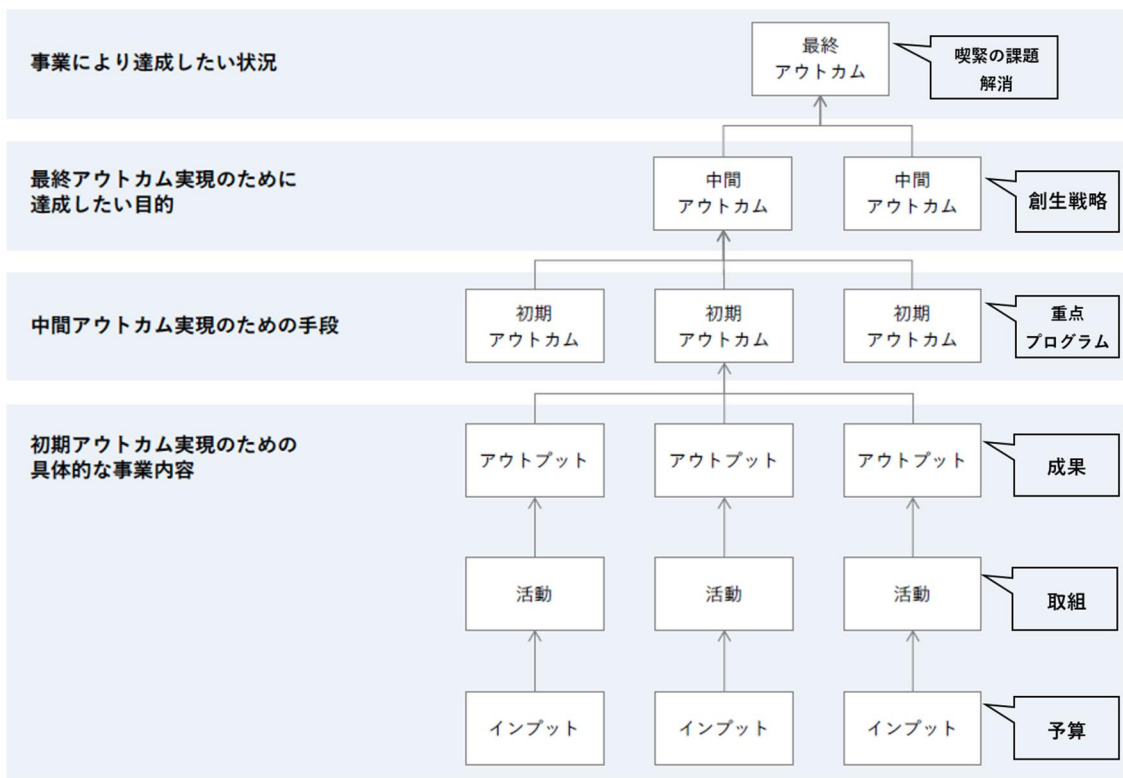 事業により達成したい状況
最終
アウトカム
喫緊の課題
解消
最終アウトカム実現のために
達成したい目的
中間
アウトカム
中間
アウトカム
創生戦略
中間アウトカム実現のための手段
初期
アウトカム
初期
アウトカム
初期
アウトカム
重点
プログラム
初期アウトカム実現のための
具体的な事業内容
アウトプット
アウトプット
アウトプット
成果
活動
活動
活動
取組
インプット
インプット
インプット
予算